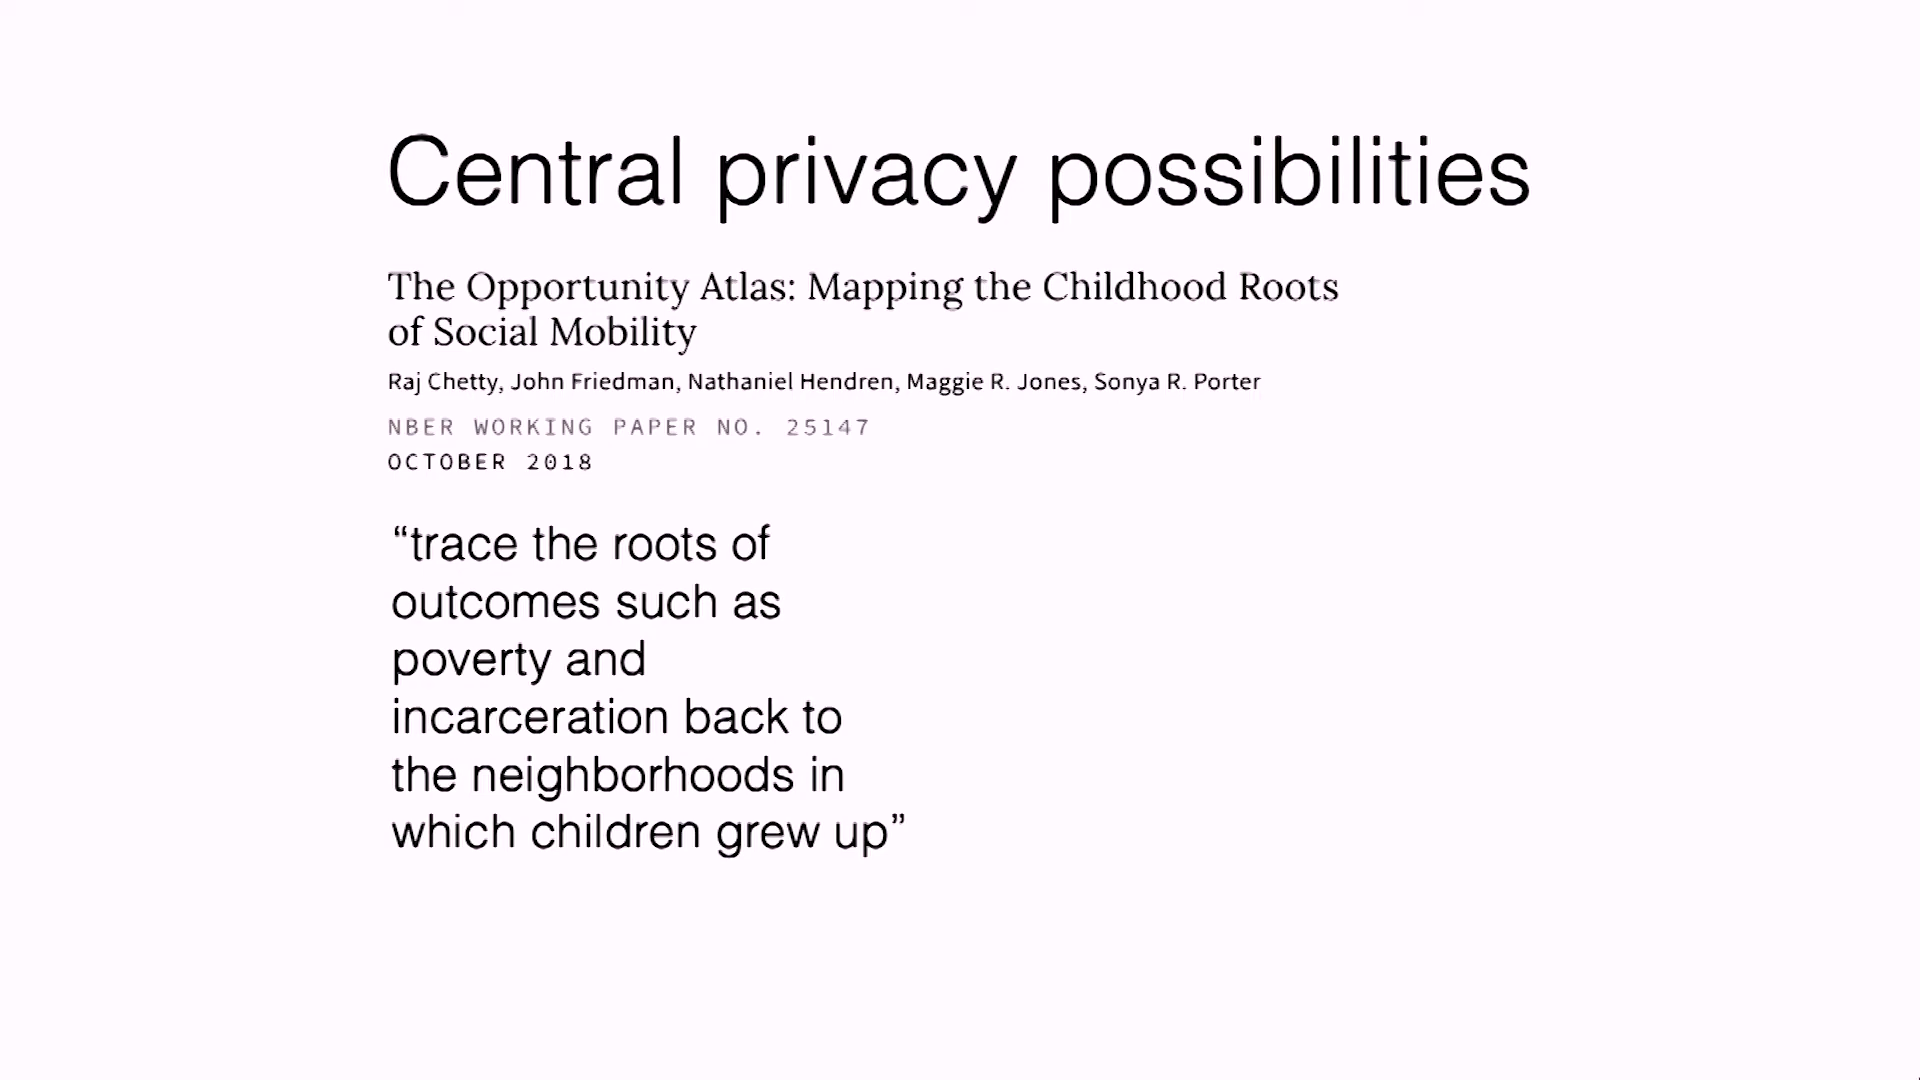 Central privacy possibilities
The Opportunity Atlas: Mapping the Childhood Roots
of Social Mobility
Raj Chetty, John Friedman, Nathaniel Hendren, Maggie R. Jones, Sonya R. Porter
NBER WORKING PAPER NO. 25147
OCTOBER 2018
“trace the roots of
outcomes such as
poverty and
incarceration back to
the neighborhoods in
which children grew up”